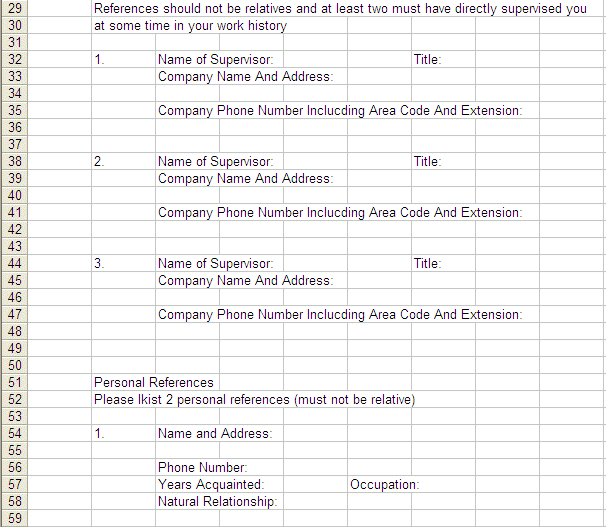 29 References should not be relatives and at least two must have directly supervised you
30 at some time in your work history
31
32 1. Name of Supervisor: Title:
33 Company Name And Address:
34
35 Company Phone Number Inclucding Area Code And Extension:
36
37
38 2. Name of Supervisor: Title:
39 Company Name And Address:
40
41 Company Phone Number Inclucding Area Code And Extension:
42
43
44 3. Name of Supervisor: Title:
45 Company Name And Address:
46
47 Company Phone Number Inclucding Area Code And Extension:
48
49
50
51 Personal References
52 Please lkist 2 personal references (must not be relative)
53
54 1. Name and Address:
55
56 Phone Number:
57 Years Acquainted: Occupation:
58 Natural Relationship:
59